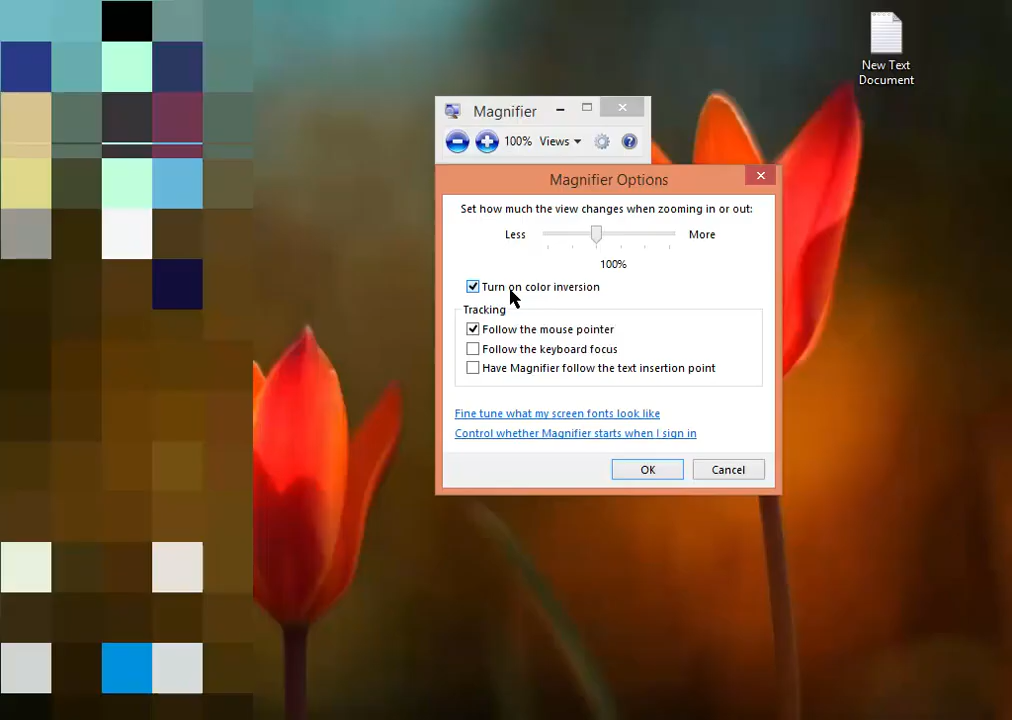 New Text
Document
Magnifier
100% Views
Magnifier Options
Set how much the view changes when zooming in or out:
Less More
100%
Turn on color inversion
Tracking
Follow the mouse pointer
Follow the keyboard focus
Have Magnifier follow the text insertion point
Fine tune what my screen fonts look like
Control whether Magnifier starts when I sign in
OK Cancel